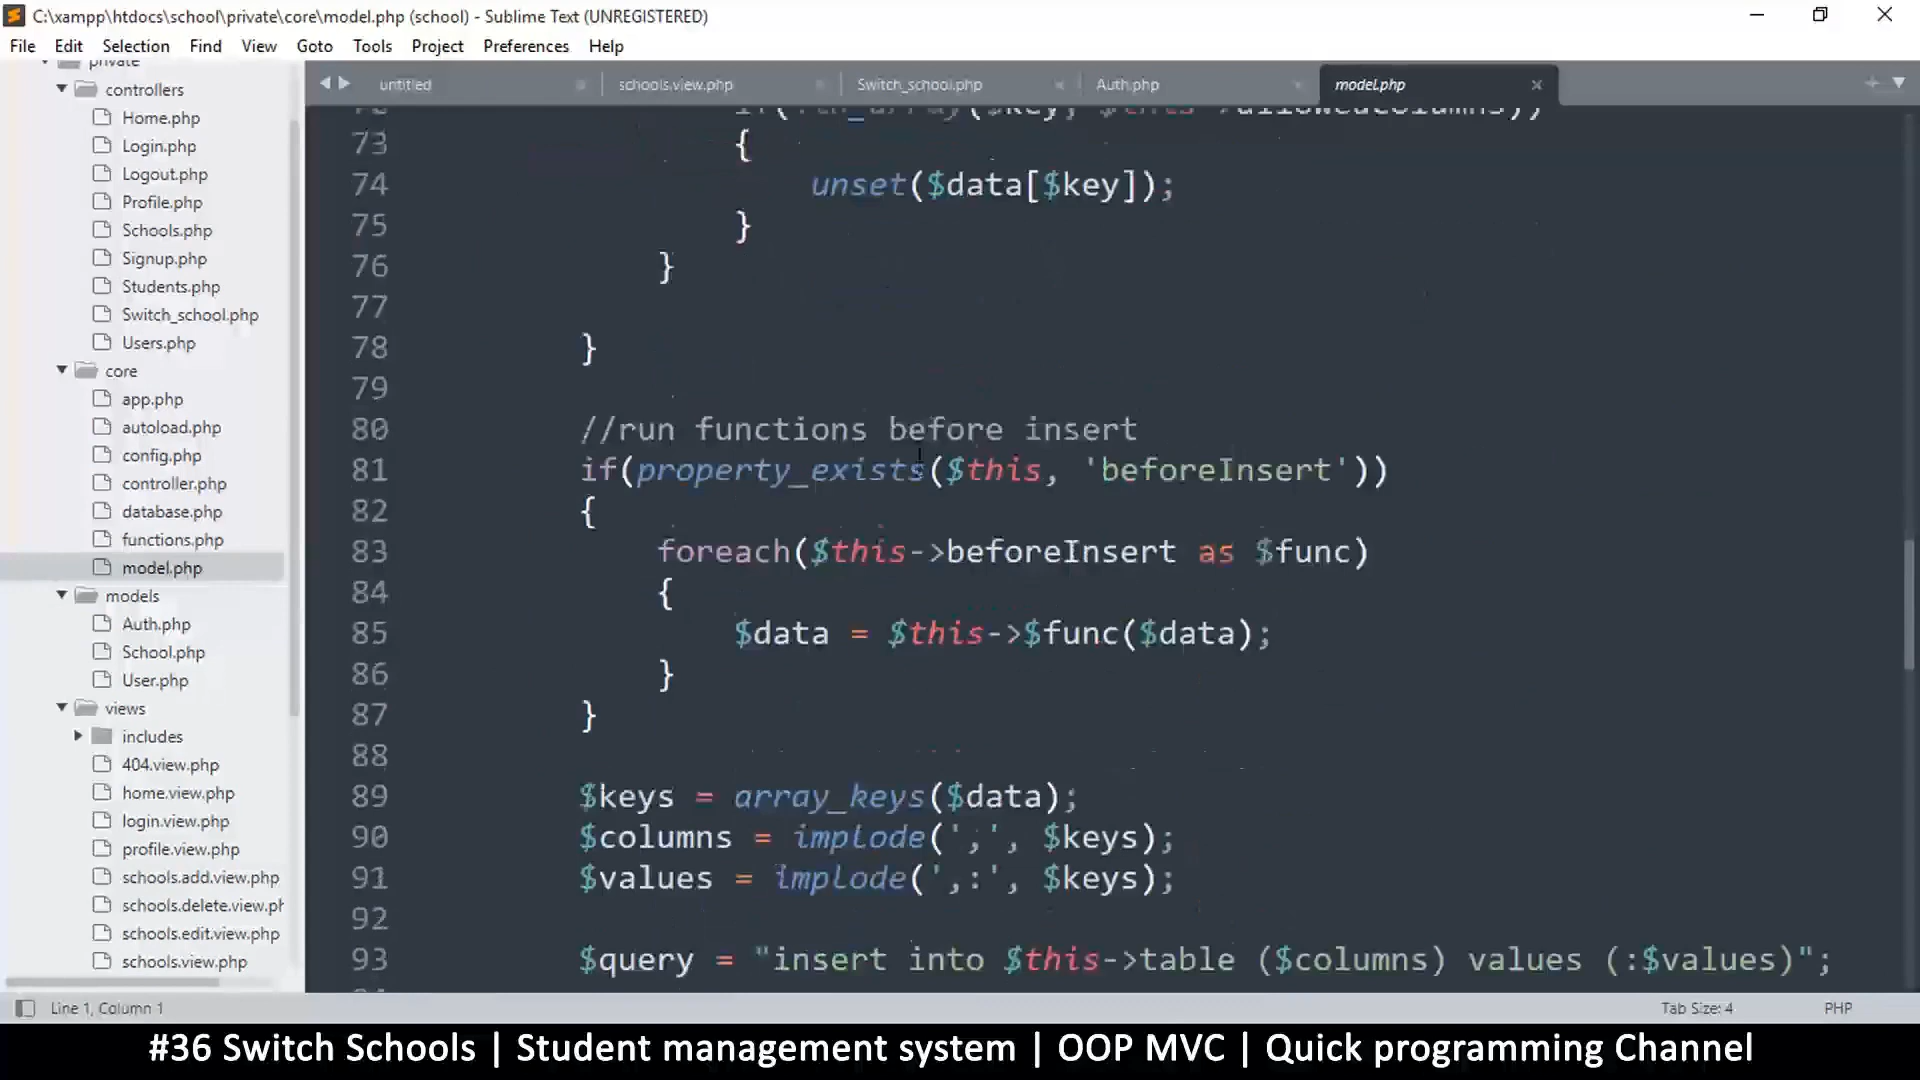 C:\xampp\htdocs\school\private\core\model.php (school) - Sublime Text (UNREGISTERED)
File Edit Selection Find View Goto Tools Project Preferences Help
private
controllers
Home.php
Login.php
Logout.php
Profile.php
Schools.php
Signup.php
Students.php
Switch_school.php
Users.php
core
app.php
autoload.php
config.php
controller.php
database.php
functions.php
model.php
models
Auth.php
School.php
User.php
views
includes
404.view.php
home.view.php
login.view.php
profile.view.php
schools.add.view.php
schools.delete.view.ph
schools.edit.view.php
schools.view.php
untitled schools.view.php Switch_school.php Auth.php model.php
73 {
74 unset($data[$key]);
75 }
76 }
77
78 }
79
80 //run functions before insert
81 if(property_exists($this, 'beforeInsert'))
82 {
83 foreach($this->beforeInsert as $func)
84 {
85 $data = $this->$func($data);
86 }
87 }
88
89 $keys = array_keys($data);
90 $columns = implode(',', $keys);
91 $values = implode(',:', $keys);
92
93 $query = "insert into $this->table ($columns) values (:$values)";
Line 1, Column 1 Tab Size: 4 PHP
#36 Switch Schools | Student management system | OOP MVC | Quick programming Channel